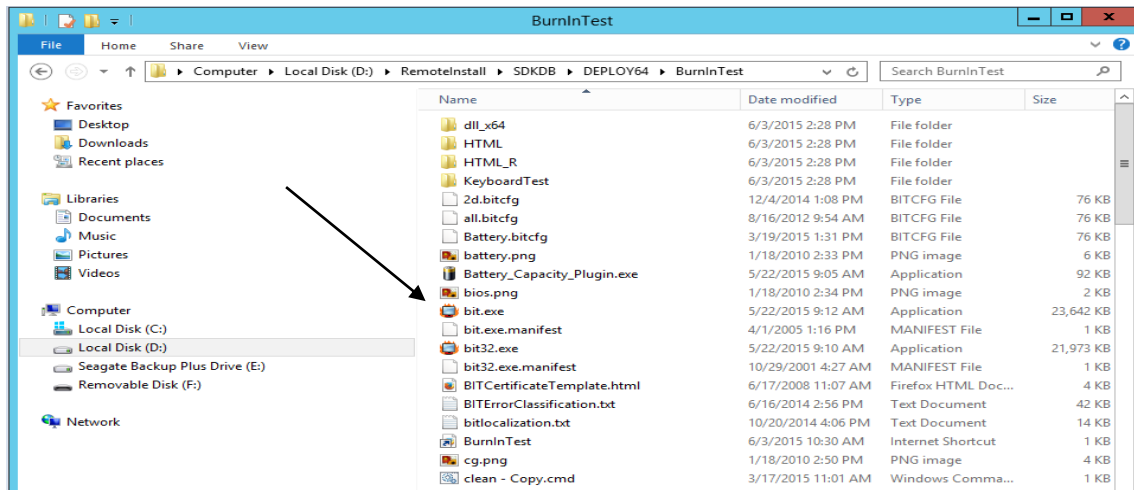 BurnInTest
File Home Share View
Computer Local Disk (D:) RemoteInstall SDKDB DEPLOY64 BurnInTest Search BurnInTest
Favorites
Desktop
Downloads
Recent places
Libraries
Documents
Music
Pictures
Videos
Computer
Local Disk (C:)
Local Disk (D:)
Seagate Backup Plus Drive (E:)
Removable Disk (F:)
Network
Name Date modified Type Size
dll_x64 6/3/2015 2:28 PM File folder
HTML 6/3/2015 2:28 PM File folder
HTML_R 6/3/2015 2:28 PM File folder
KeyboardTest 6/3/2015 2:28 PM File folder
2d.bitcfg 12/4/2014 1:08 PM BITCFG File 76 KB
all.bitcfg 8/16/2012 9:54 AM BITCFG File 76 KB
Battery.bitcfg 3/19/2015 1:31 PM BITCFG File 76 KB
battery.png 1/18/2010 2:33 PM PNG image 6 KB
Battery_Capacity_Plugin.exe 5/22/2015 9:05 AM Application 92 KB
bios.png 1/18/2010 2:34 PM PNG image 2 KB
bit.exe 5/22/2015 9:12 AM Application 23,642 KB
bit.exe.manifest 4/1/2005 1:16 PM MANIFEST File 1 KB
bit32.exe 5/22/2015 9:10 AM Application 21,973 KB
bit32.exe.manifest 10/29/2001 4:27 AM MANIFEST File 1 KB
BITCertificateTemplate.html 6/17/2008 11:07 AM Firefox HTML Doc... 4 KB
BITErrorClassification.txt 6/16/2014 2:56 PM Text Document 42 KB
bitlocalization.txt 10/20/2014 4:06 PM Text Document 14 KB
BurnInTest 6/3/2015 10:30 AM Internet Shortcut 1 KB
cg.png 1/18/2010 2:50 PM PNG image 4 KB
clean - Copy.cmd 3/17/2015 11:01 AM Windows Comma... 1 KB